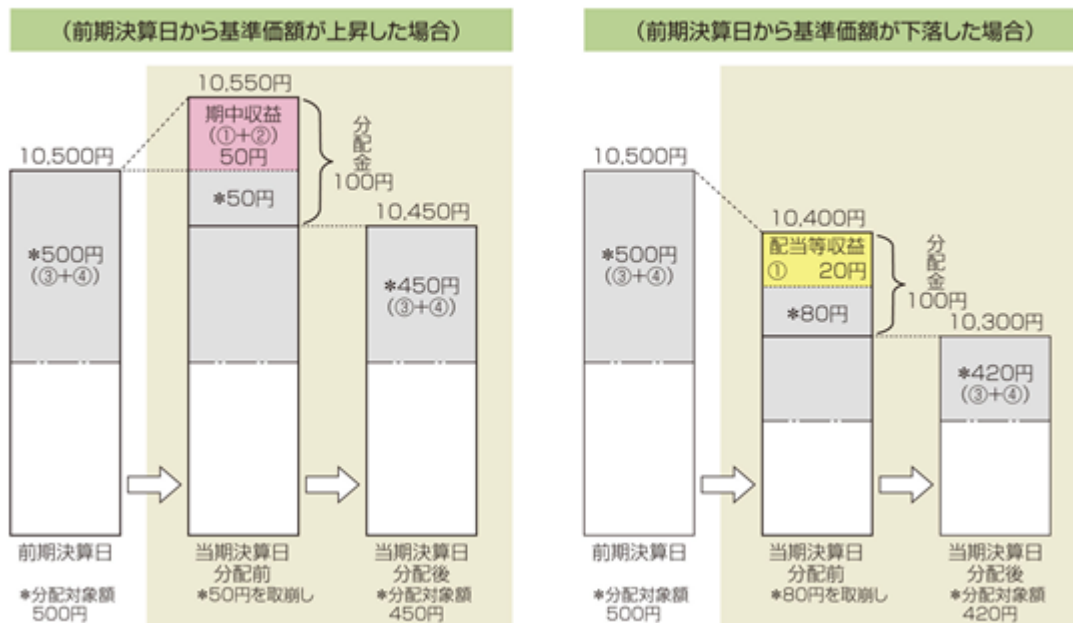 （前期決算日から基準価額が上昇した場合）
10,550円
期中収益
（①＋②）
50円
＊50円
分配金
100円
10,500円
＊500円
（③＋④）
10,450円
＊450円
（③＋④）
前期決算日
＊分配対象額
500円
当期決算日
分配前
＊50円を取崩し
当期決算日
分配後
＊分配対象額
450円
（前期決算日から基準価額が下落した場合）
10,500円
＊500円
（③＋④）
10,400円
配当等収益
① 20円
＊80円
分配金
100円
10,300円
＊420円
（③＋④）
前期決算日
＊分配対象額
500円
当期決算日
分配前
＊80円を取崩し
当期決算日
分配後
＊分配対象額
420円